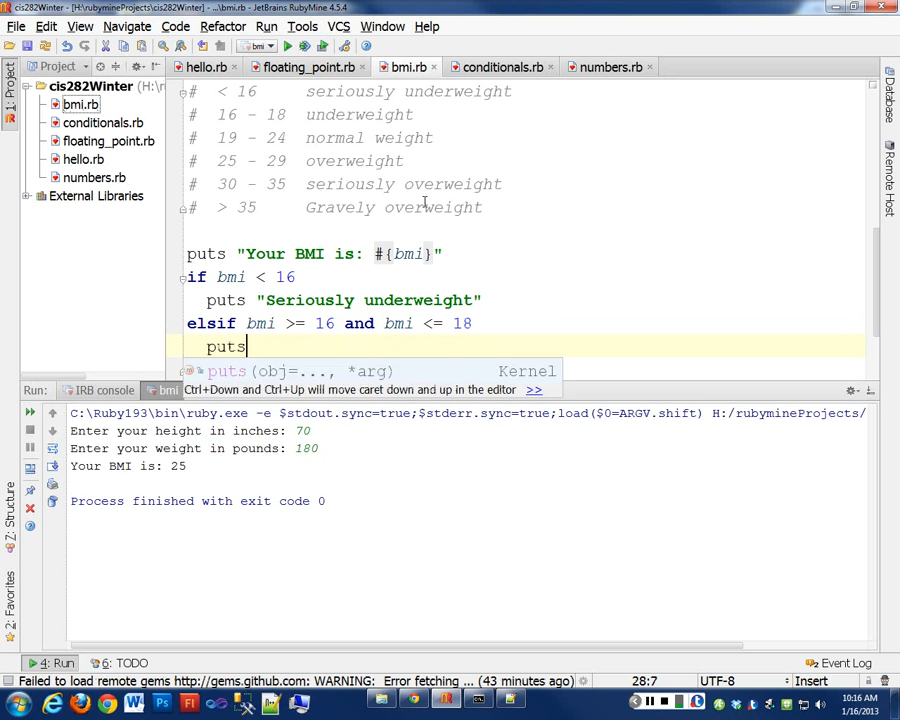 cis282Winter - [H:\rubymineProjects\cis282Winter] - ...\bmi.rb - JetBrains RubyMine 4.5.4
File Edit View Navigate Code Refactor Run Tools VCS Window Help
bmi
Project
hello.rb floating_point.rb bmi.rb conditionals.rb numbers.rb
1: Project
cis282Winter (H:\r
bmi.rb
conditionals.rb
floating_point.rb
hello.rb
numbers.rb
External Libraries
# < 16 seriously underweight
# 16 - 18 underweight
# 19 - 24 normal weight
# 25 - 29 overweight
# 30 - 35 seriously overweight
# > 35 Gravely overweight
puts "Your BMI is: #{bmi}"
if bmi < 16
puts "Seriously underweight"
elsif bmi >= 16 and bmi <= 18
puts
puts(obj=..., *arg) Kernel
Ctrl+Down and Ctrl+Up will move caret down and up in the editor >>
Database
Remote Host
Run: IRB console bmi
C:\Ruby193\bin\ruby.exe -e $stdout.sync=true;$stderr.sync=true;load($0=ARGV.shift) H:/rubymineProjects/
Enter your height in inches: 70
Enter your weight in pounds: 180
Your BMI is: 25
Process finished with exit code 0
Z: Structure
2: Favorites
4: Run 6: TODO Event Log
Failed to load remote gems http://gems.github.com: WARNING: Error fetching ... (43 minutes ago) 28:7 UTF-8 Insert
10:16 AM
1/16/2013